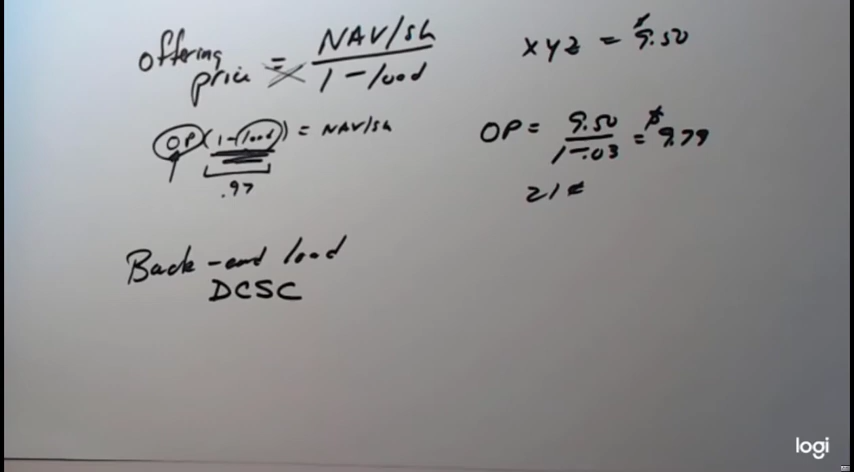 offering price = NAV/sh / 1 - load
OP (1 - load) = NAV/sh
.97
Back-end load
DCSC
xyz = $9.50
OP = 9.50 / 1-.03 = $9.79
21¢
logi